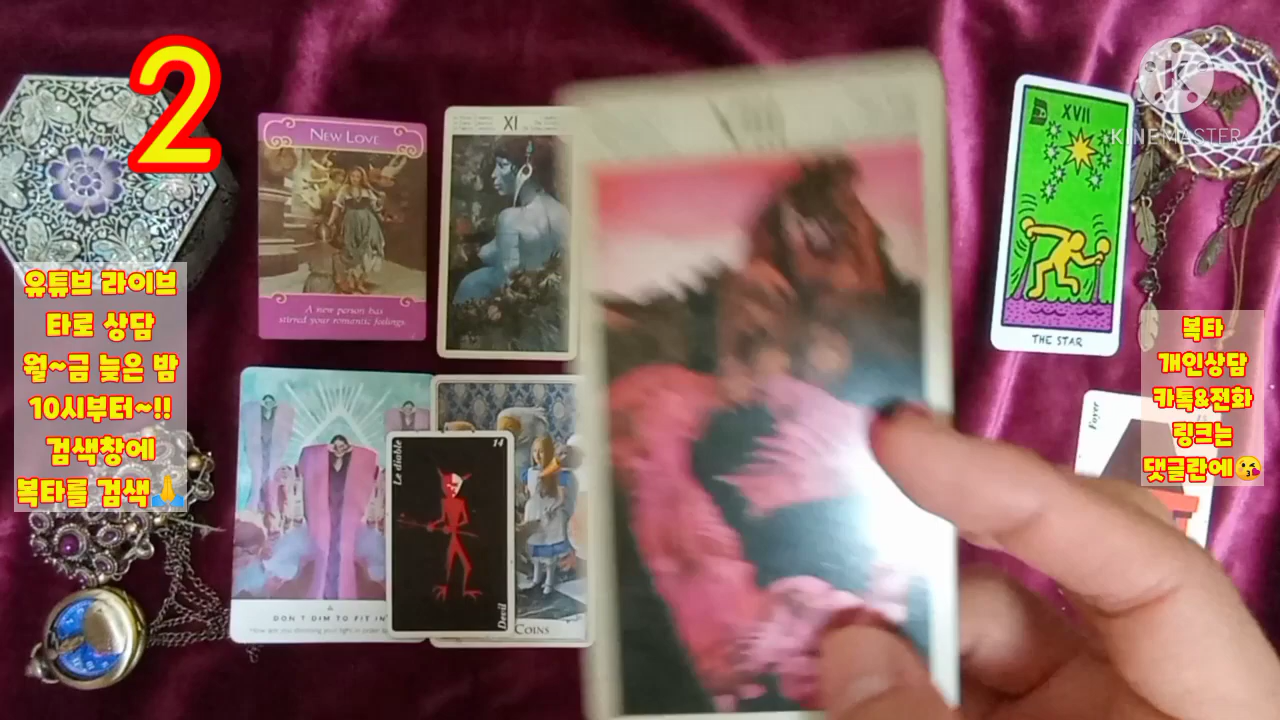 2
유튜브 라이브
타로 상담
월~금 늦은 밤
10시부터~!!
검색창에
복타를 검색🙏
NEW LOVE
A new person has
stirred your romantic feelings
XI
DON'T DIM TO FIT IN
Le diable
14
Devil
COINS
XVII
THE STAR
KINEMASTER
Foyer
복타
개인상담
카톡&전화
링크는
댓글란에😘